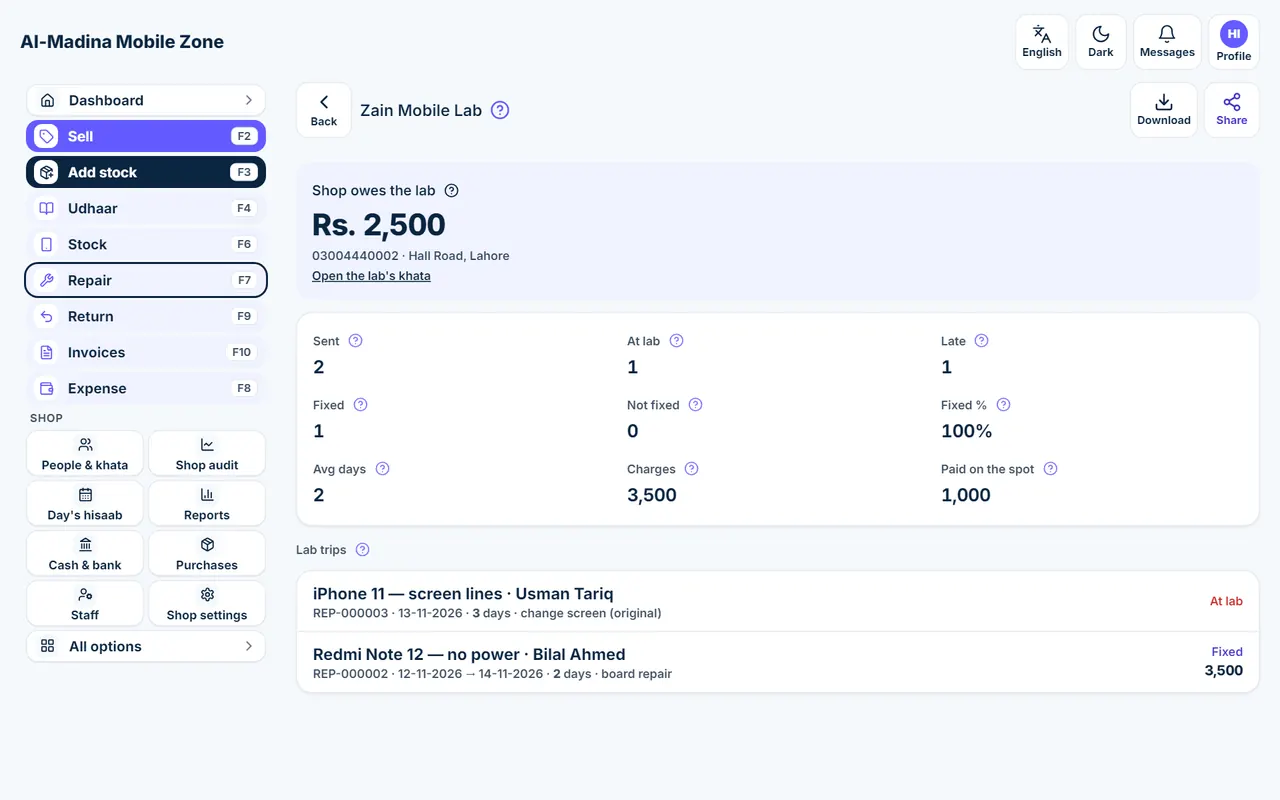 Al-Madina Mobile Zone
English
Dark
Messages
HI
Profile
Dashboard
Sell F2
Add stock F3
Udhaar F4
Stock F6
Repair F7
Return F9
Invoices F10
Expense F8
SHOP
People & khata
Shop audit
Day's hisaab
Reports
Cash & bank
Purchases
Staff
Shop settings
All options
Back
Zain Mobile Lab ?
Download
Share
Shop owes the lab ?
Rs. 2,500
03004440002 · Hall Road, Lahore
Open the lab's khata
Sent ?
2
At lab ?
1
Late ?
1
Fixed ?
1
Not fixed ?
0
Fixed % ?
100%
Avg days ?
2
Charges ?
3,500
Paid on the spot ?
1,000
Lab trips ?
iPhone 11 — screen lines · Usman Tariq
REP-000003 · 13-11-2026 · 3 days · change screen (original)
At lab
Redmi Note 12 — no power · Bilal Ahmed
REP-000002 · 12-11-2026 → 14-11-2026 · 2 days · board repair
Fixed
3,500